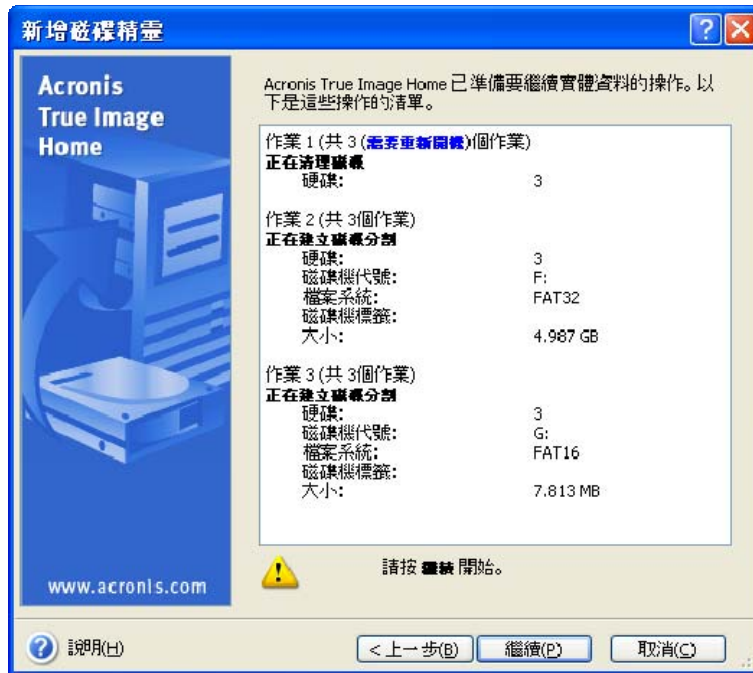 新增磁碟精靈
Acronis
True Image
Home
Acronis True Image Home 已準備要繼續實體資料的操作。以
下是這些操作的清單。
作業 1 (共 3 (需要重新開機)個作業)
正在清理磁碟
硬碟: 3
作業 2 (共 3個作業)
正在建立磁碟分割
硬碟: 3
磁碟機代號: F:
檔案系統: FAT32
磁碟機標籤:
大小: 4.987 GB
作業 3 (共 3個作業)
正在建立磁碟分割
硬碟: 3
磁碟機代號: G:
檔案系統: FAT16
磁碟機標籤:
大小: 7.813 MB
請按 繼續 開始。
www.acronis.com
說明(H)
<上一步(B)
繼續(P)
取消(C)